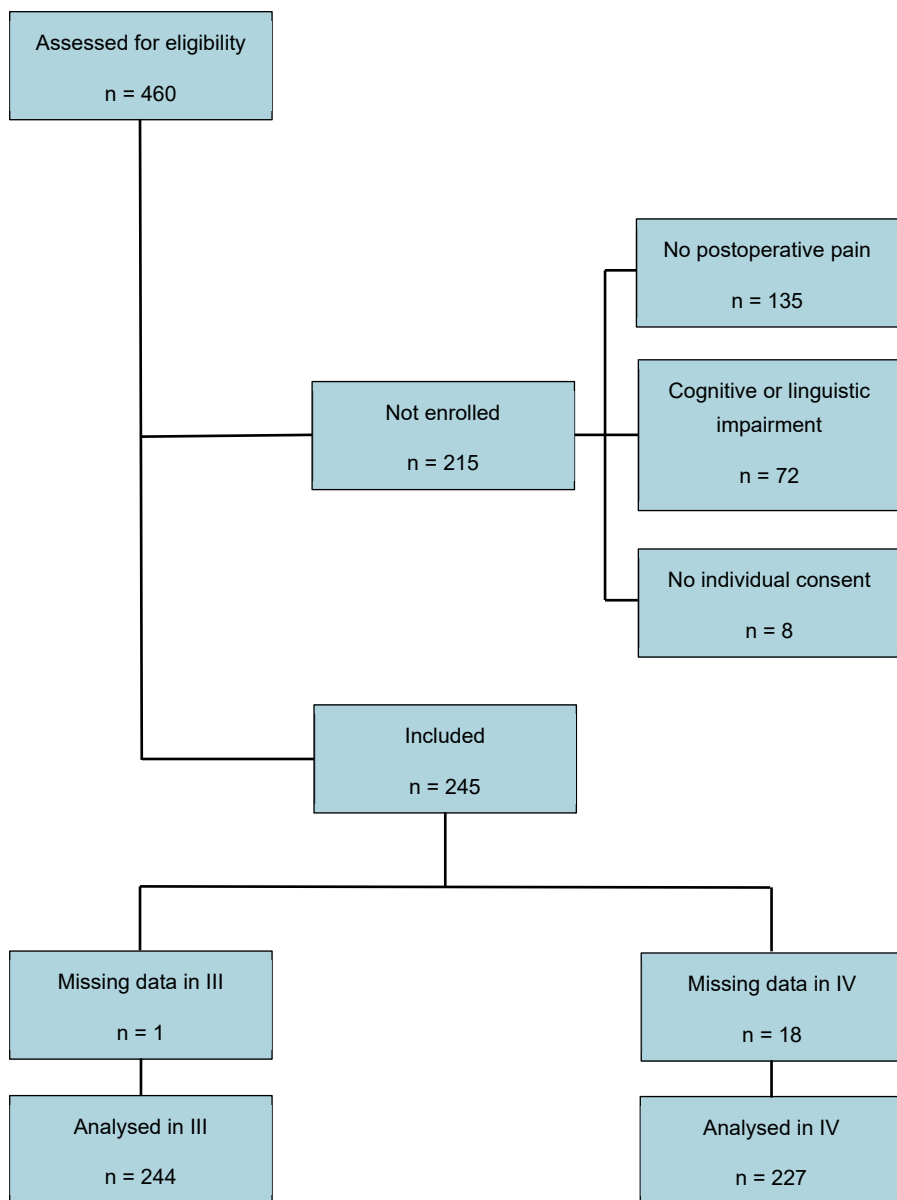 Assessed for eligibility
n = 460
No postoperative pain
n = 135
Cognitive or linguistic
impairment
n = 72
Not enrolled
n = 215
No individual consent
n = 8
Included
n = 245
Missing data in III
n = 1
Missing data in IV
n = 18
Analysed in III
n = 244
Analysed in IV
n = 227